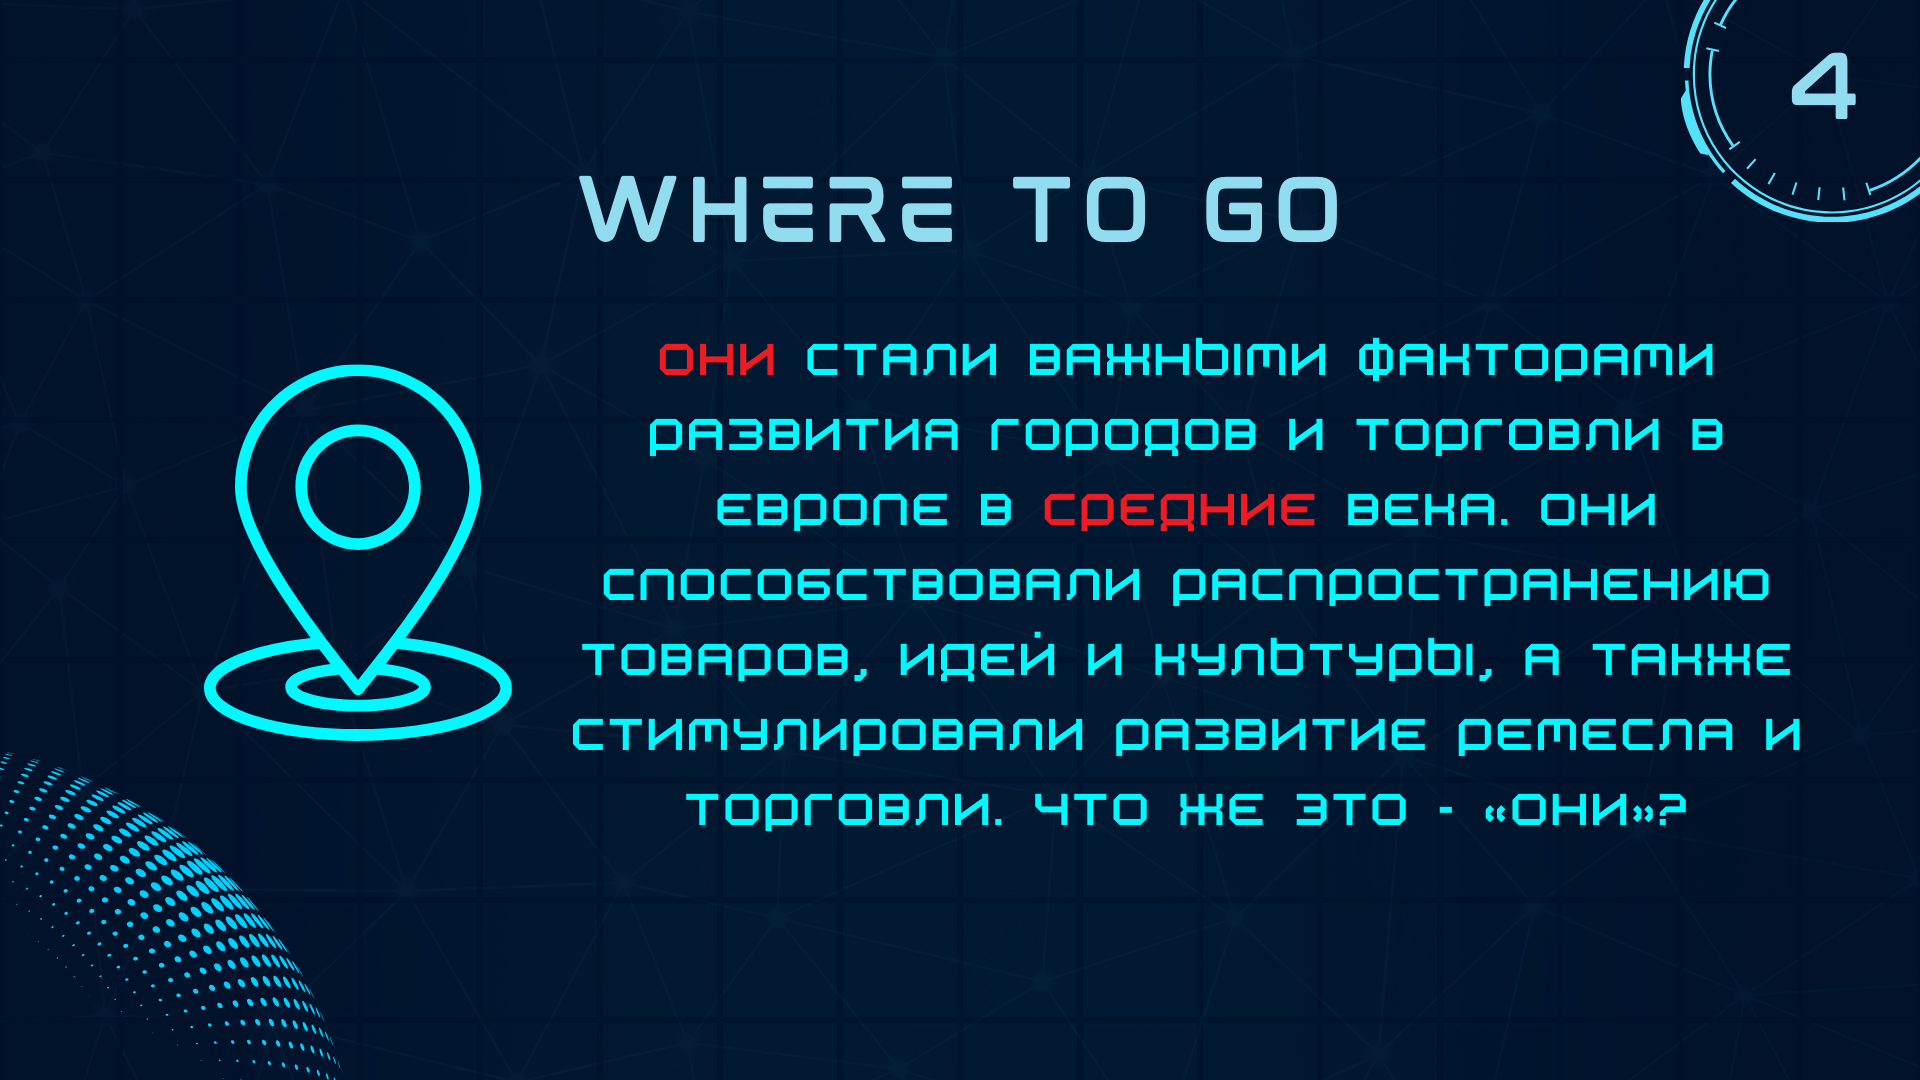 4
WHERE TO GO
ОНИ СТАЛИ ВАЖНЫМИ ФАКТОРАМИ
РАЗВИТИЯ ГОРОДОВ И ТОРГОВЛИ В
ЕВРОПЕ В СРЕДНИЕ ВЕКА. ОНИ
СПОСОБСТВОВАЛИ РАСПРОСТРАНЕНИЮ
ТОВАРОВ, ИДЕЙ И КУЛЬТУРЫ, А ТАКЖЕ
СТИМУЛИРОВАЛИ РАЗВИТИЕ РЕМЕСЛА И
ТОРГОВЛИ. ЧТО ЖЕ ЭТО - «ОНИ»?